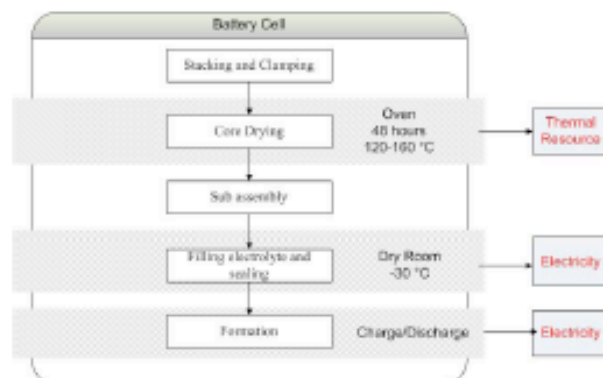 Battery Cell
Stacking and Clamping
Core Drying
Oven
48 hours
120-160 °C
Thermal
Resource
Sub assembly
Filling electrolyte and
sealing
Dry Room
-30 °C
Electricity
Formation
Charge/Discharge
Electricity